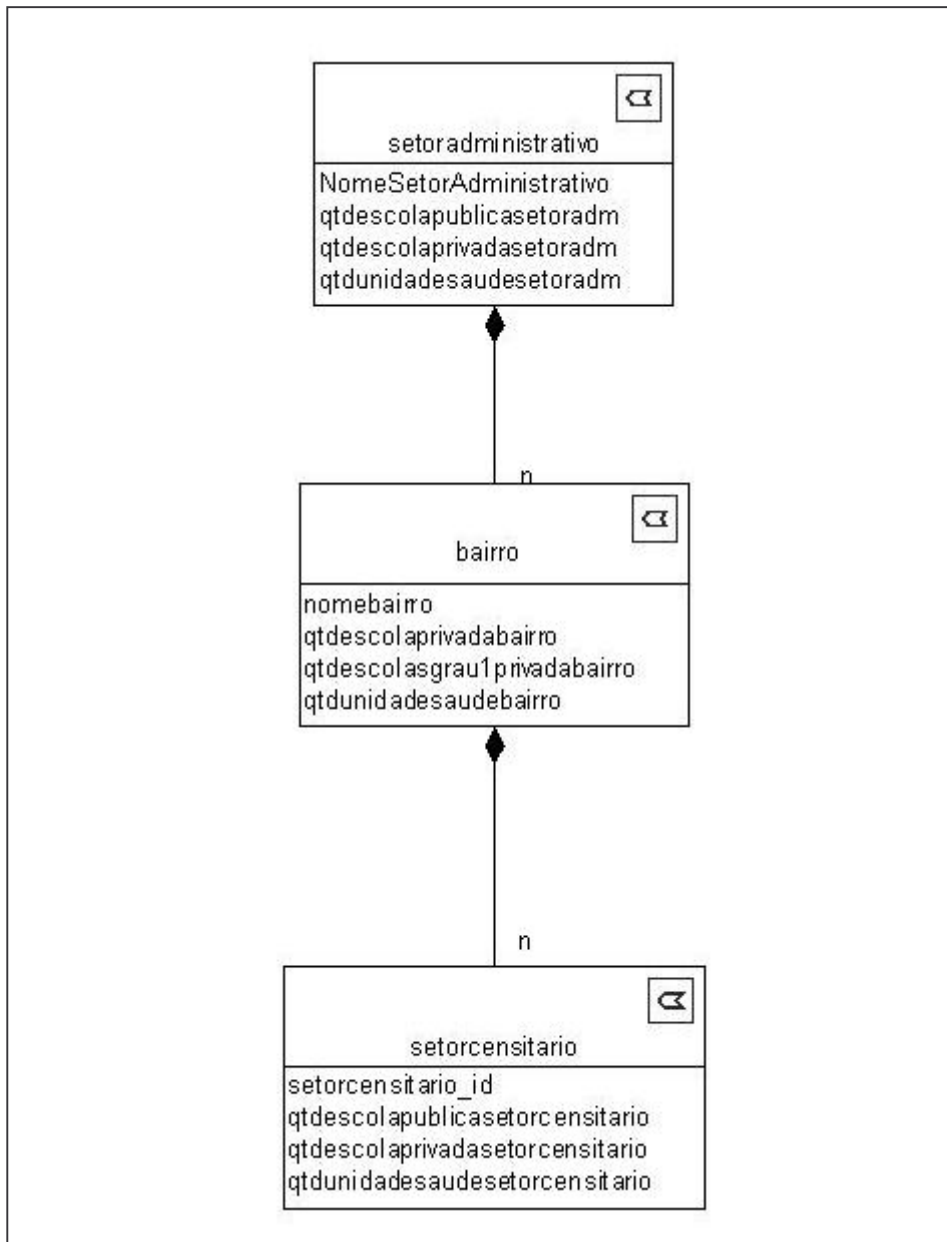 setoradministrativo
NomeSetorAdministrativo
qtdescolapublicasetoradm
qtdescolaprivadasetoradm
qtdunidadesaudesetoradm
n
bairro
nomebairro
qtdescolaprivadabairro
qtdescolasgrau1privadabairro
qtdunidadesaudebairro
n
setorcensitario
setorcensitario_id
qtdescolapublicasetorcensitario
qtdescolaprivadasetorcensitario
qtdunidadesaudesetorcensitario